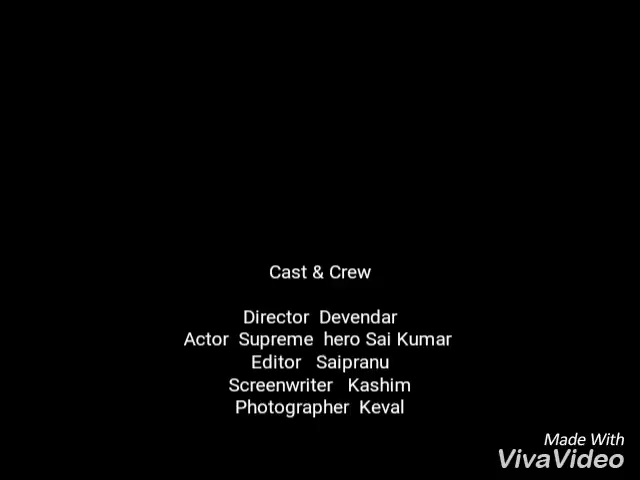 Cast & Crew
Director Devendar
Actor Supreme hero Sai Kumar
Editor Saipranu
Screenwriter Kashim
Photographer Keval
Made With
VivaVideo